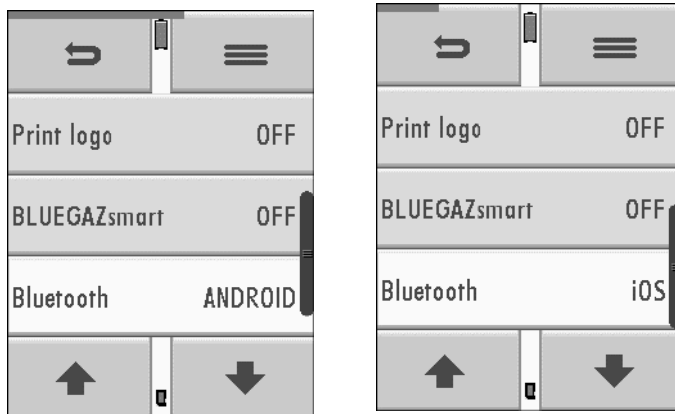 Print logo OFF
BLUEGAZsmart OFF
Bluetooth ANDROID
Print logo OFF
BLUEGAZsmart OFF
Bluetooth iOS